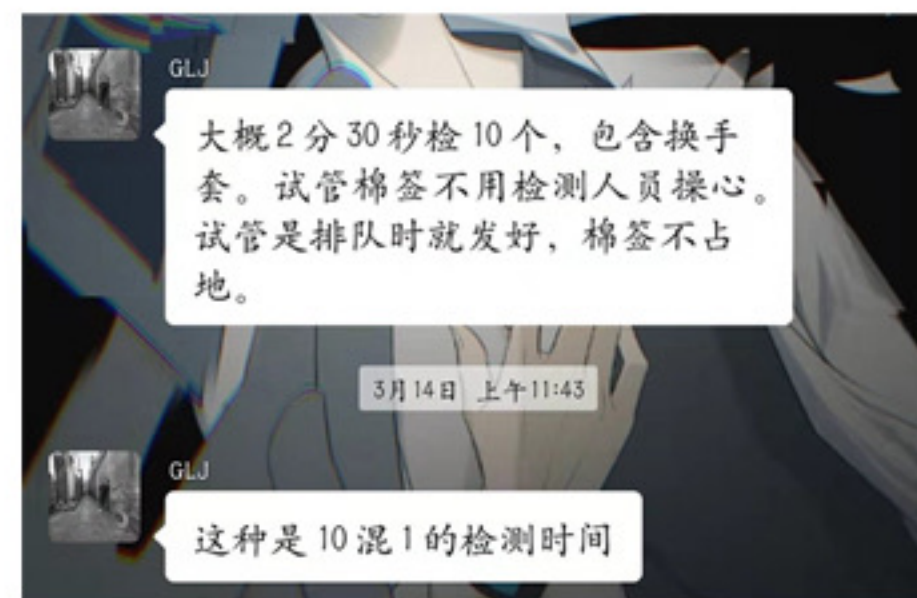 GLJ
大概2分30秒检10个，包含换手
套。试管棉签不用检测人员操心。
试管是排队时就发好，棉签不占
地。
3月14日 上午11:43
GLJ
这种是10混1的检测时间